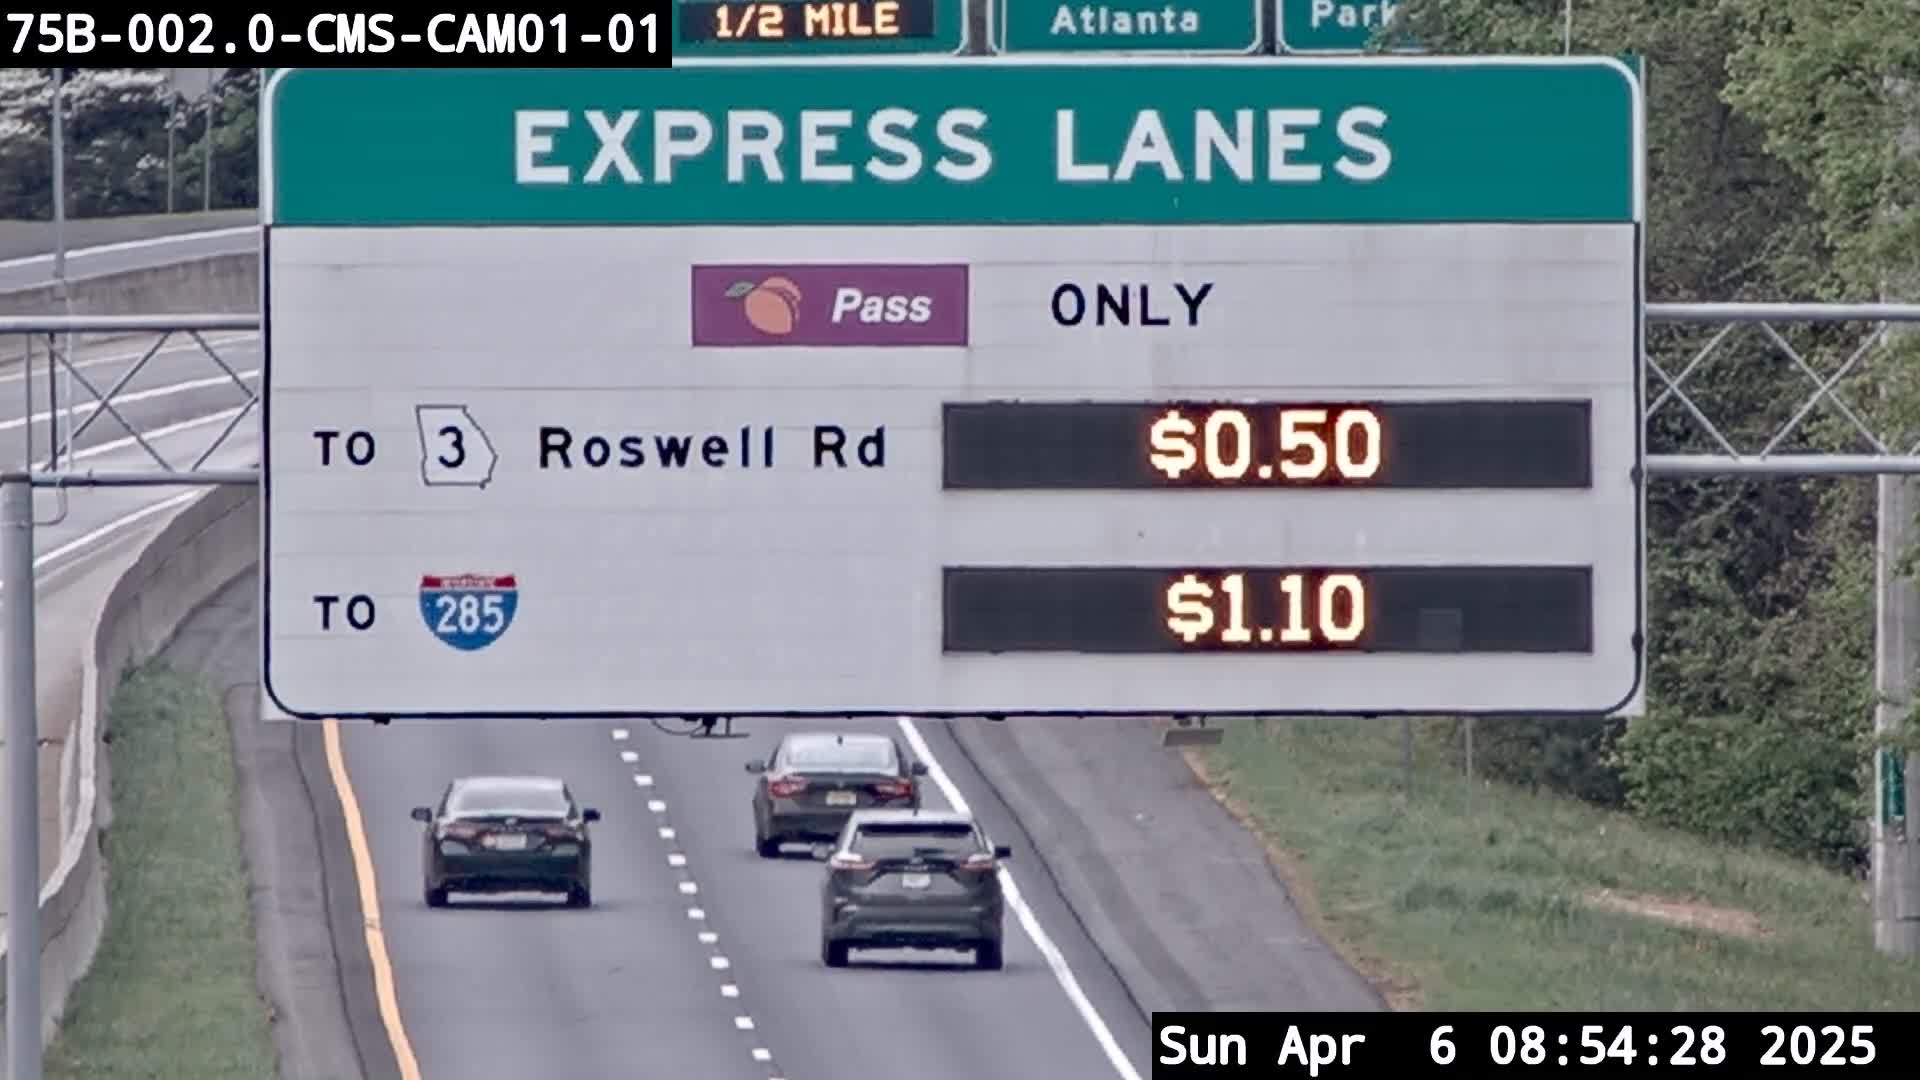 75B-002.0-CMS-CAM01-01
1/2 MILE
Atlanta
Park
EXPRESS LANES
Pass ONLY
TO 3 Roswell Rd $0.50
TO 285 $1.10
Sun Apr 6 08:54:28 2025